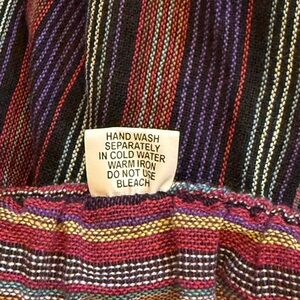 HAND WASH
SEPARATELY
IN COLD WATER
WARM IRON
DO NOT USE
BLEACH